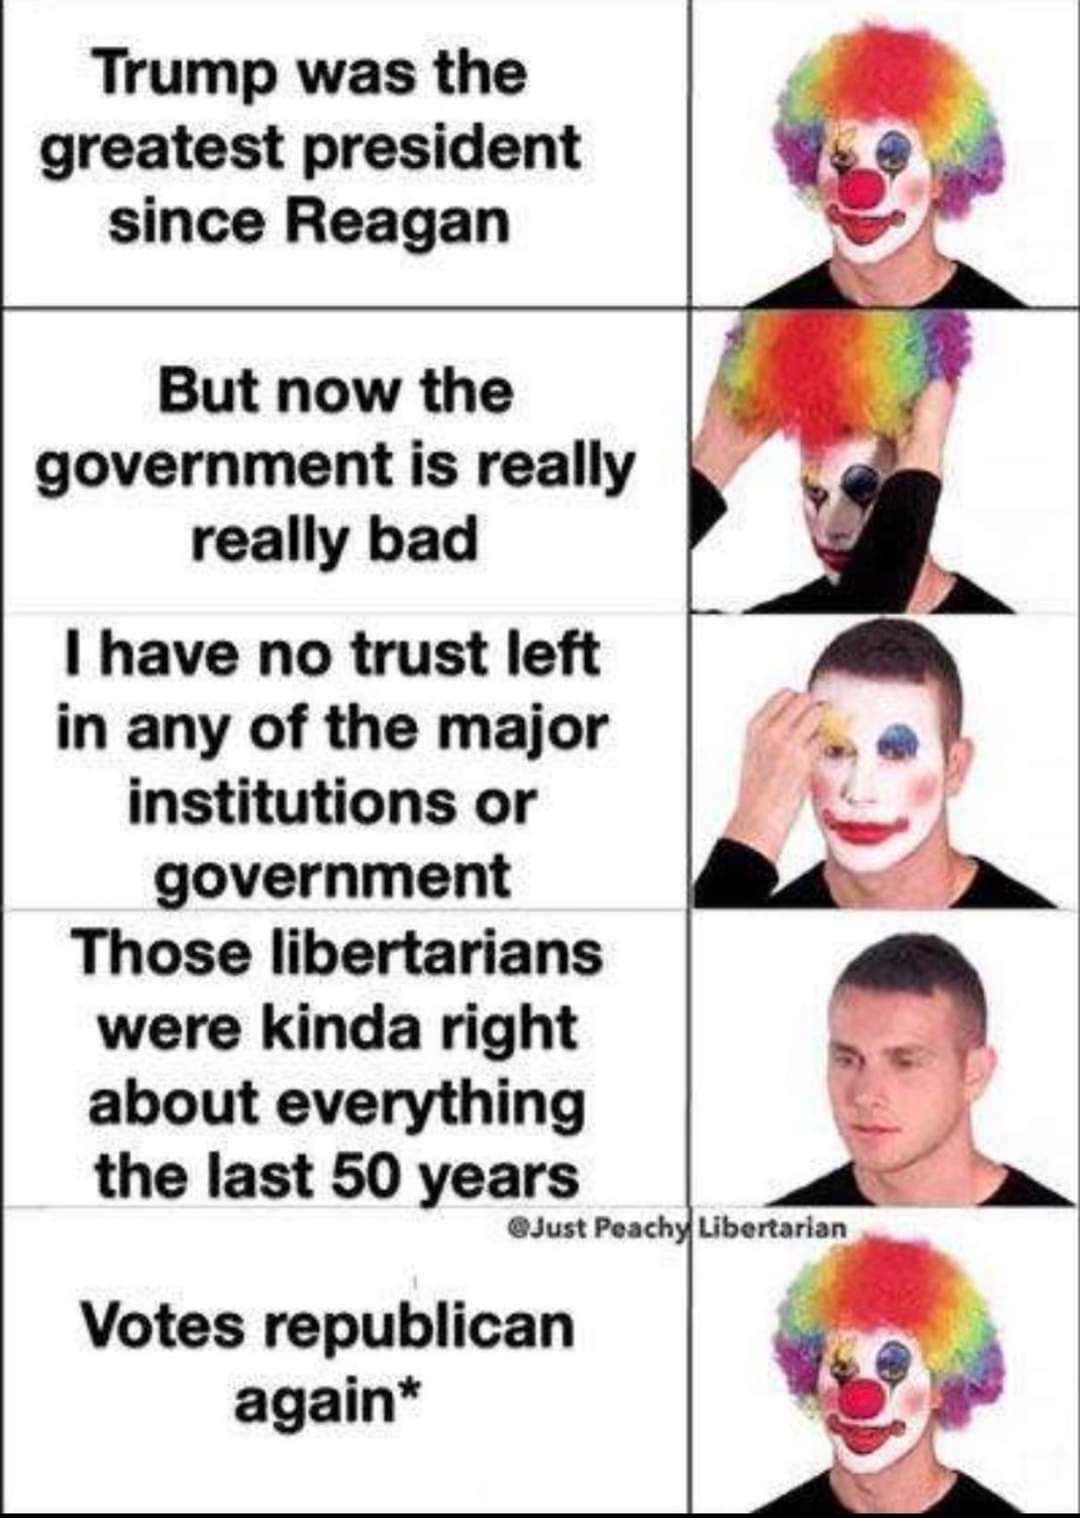 Trump was the
greatest president
since Reagan
But now the
government is really
really bad
I have no trust left
in any of the major
institutions or
government
Those libertarians
were kinda right
about everything
the last 50 years
@Just Peachy Libertarian
Votes republican
again*